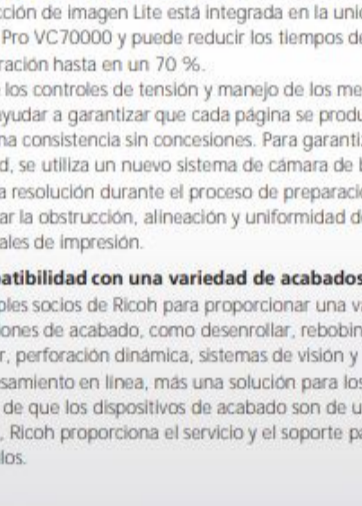 cción de imagen Lite está integrada en la uni
Pro VC70000 y puede reducir los tiempos de
ración hasta en un 70 %.
los controles de tensión y manejo de los me
ayudar a garantizar que cada página se produ
na consistencia sin concesiones. Para garanti
d, se utiliza un nuevo sistema de cámara de
a resolución durante el proceso de preparaci
ar la obstrucción, alineación y uniformidad d
ales de impresión.
patibilidad con una variedad de acabados
ples socios de Ricoh para proporcionar una v
iones de acabado, como desenrollar, rebobin
r, perforación dinámica, sistemas de visión y
samiento en línea, más una solución para los
de que los dispositivos de acabado son de u
, Ricoh proporciona el servicio y el soporte p
los.